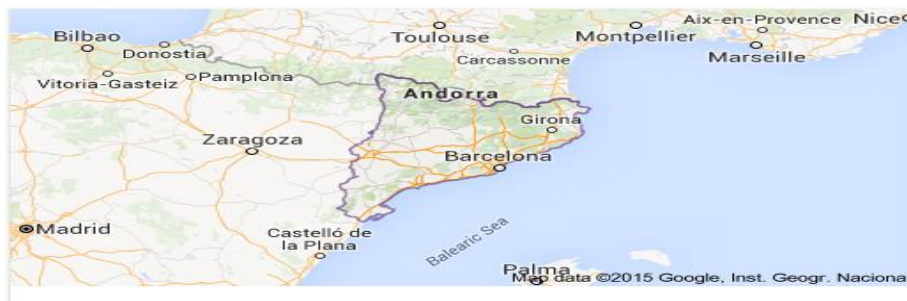 Aix-en-Provence
Nice
Bilbao
Toulouse
Montpellier
Donostia
Carcassonne
Marseille
Vitoria-Gasteiz
Pamplona
Andorra
Girona
Zaragoza
Barcelona
Madrid
Castelló de
la Plana
Balearic Sea
Palma
Map data ©2015 Google, Inst. Geogr. Naciona